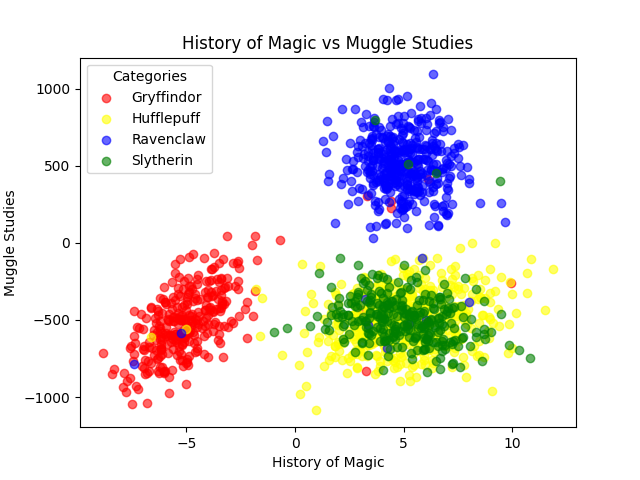 History of Magic vs Muggle Studies
Categories
Gryffindor
Hufflepuff
Ravenclaw
Slytherin
1000
500
0
−500
−1000
Muggle Studies
−5
0
5
10
History of Magic